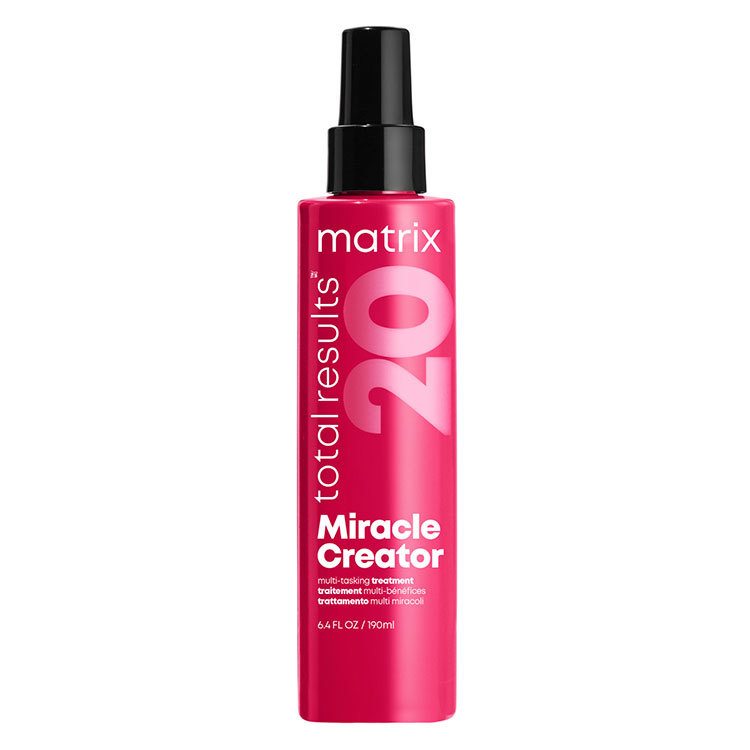 matrix
total results™
20
Miracle
Creator
multi-tasking treatment
traitement multi-bénéfices
trattamento multi miracoli
6.4 FL OZ / 190ml